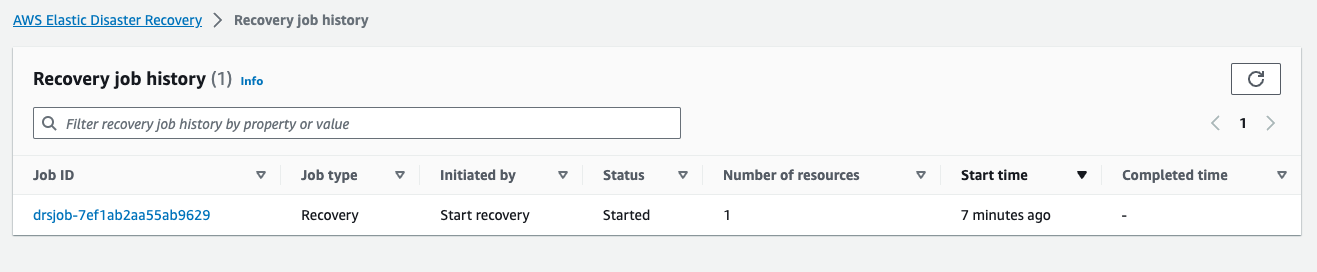 AWS Elastic Disaster Recovery > Recovery job history
Recovery job history (1) Info
Filter recovery job history by property or value
1
Job ID Job type Initiated by Status Number of resources Start time Completed time
drsjob-7ef1ab2aa55ab9629 Recovery Start recovery Started 1 7 minutes ago -